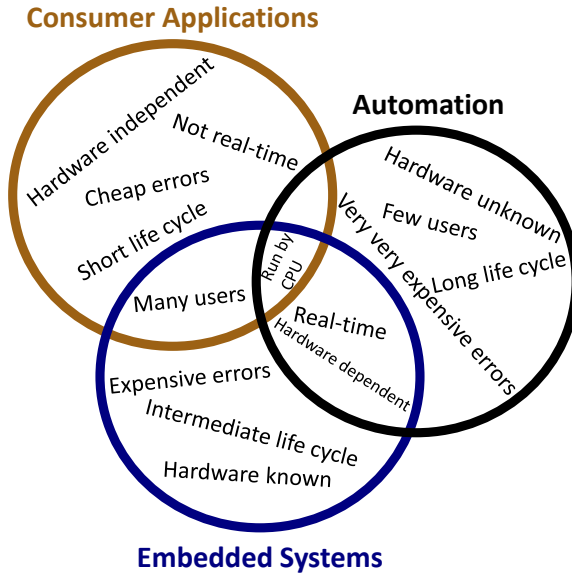 Consumer Applications
Hardware independent
Not real-time
Cheap errors
Short life cycle
Many users
Automation
Hardware unknown
Few users
Very very expensive errors
Long life cycle
Run by
CPU
Real-time
Hardware dependent
Expensive errors
Intermediate life cycle
Hardware known
Embedded Systems